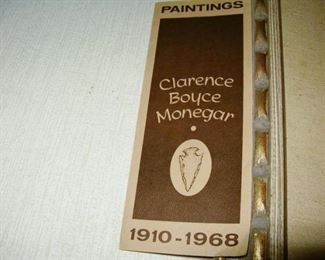 PAINTINGS
Clarence
Boyce
Monegar
1910-1968